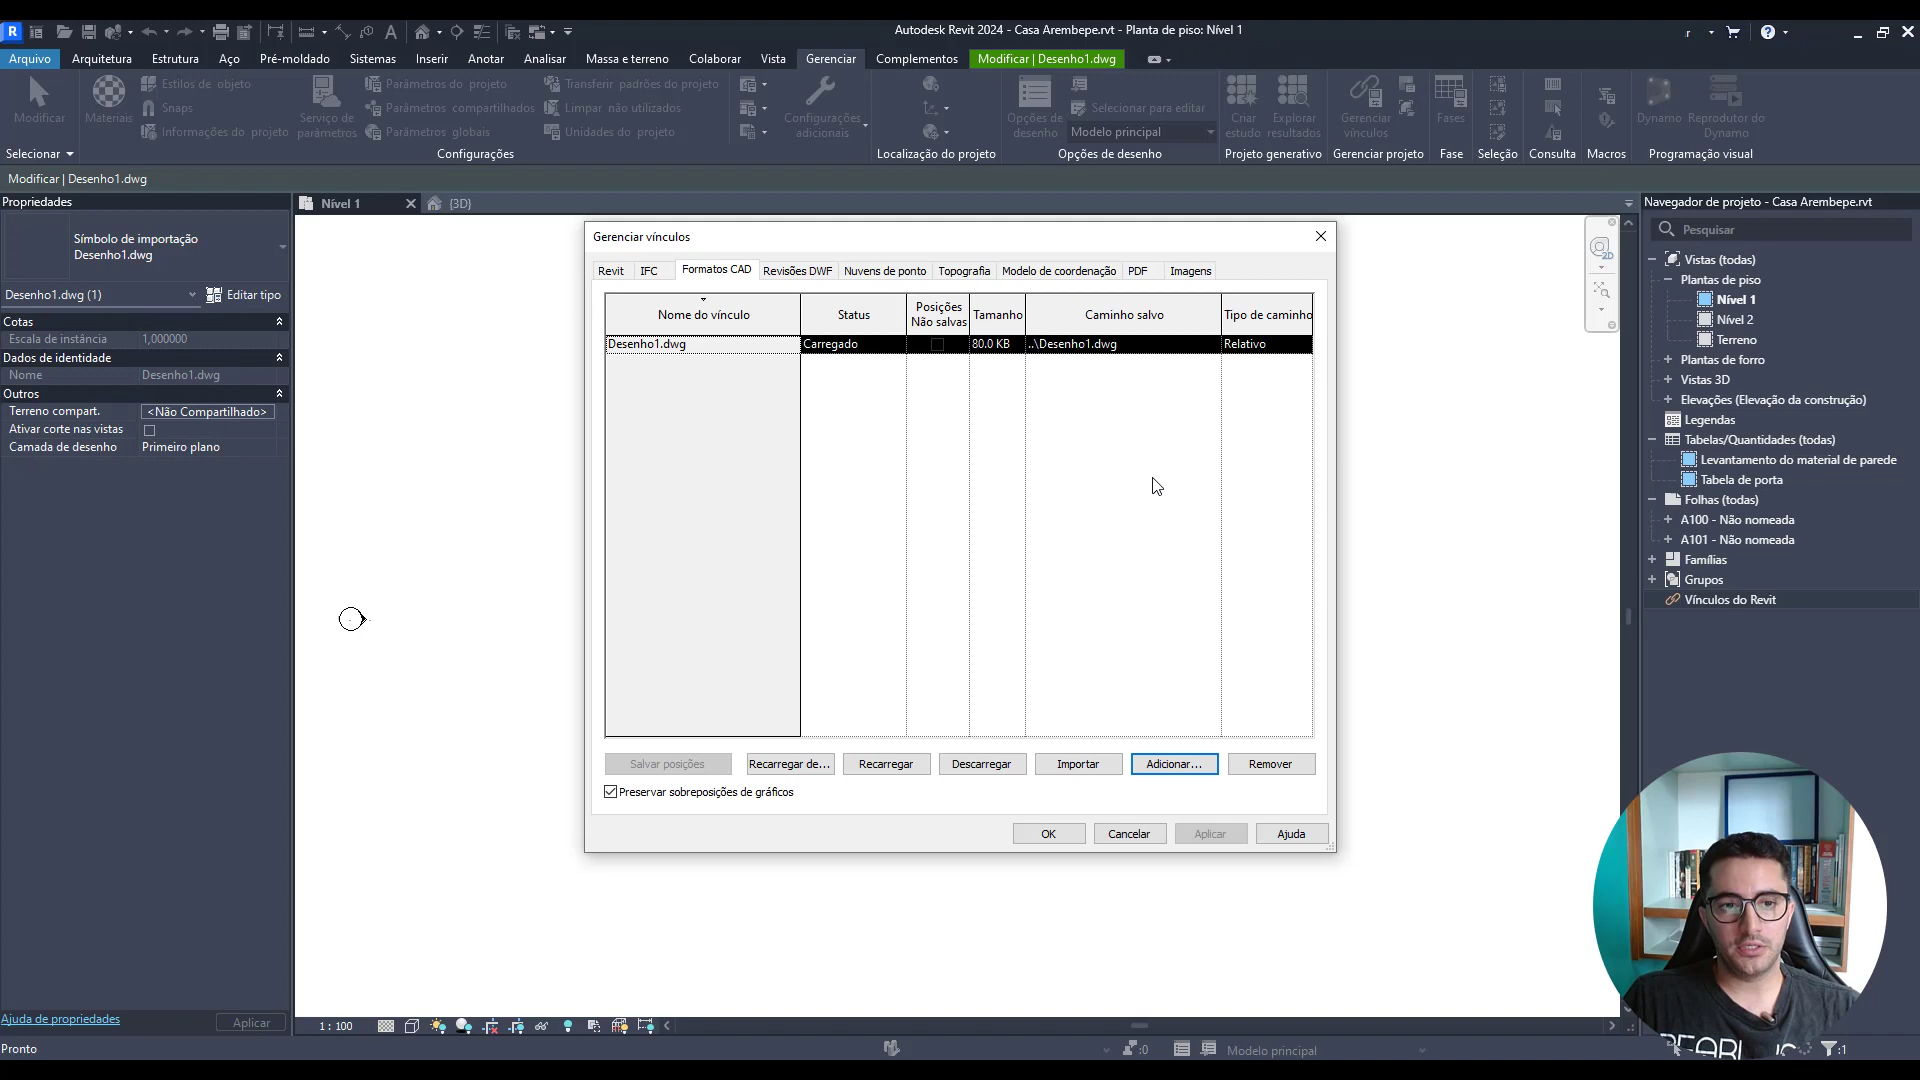 Autodesk Revit 2024 - Casa Arembepe.rvt - Planta de piso: Nível 1
Arquivo Arquitetura Estrutura Aço Pré-moldado Sistemas Inserir Anotar Analisar Massa e terreno Colaborar Vista Gerenciar Complementos Modificar | Desenho1.dwg
Modificar
Materiais
Estilos de objeto
Snaps
Informações do projeto
Serviço de parâmetros
Parâmetros do projeto
Parâmetros compartilhados
Parâmetros globais
Transferir padrões do projeto
Limpar não utilizados
Unidades do projeto
Configurações adicionais
Opções de desenho
Selecionar para editar
Modelo principal
Criar estudo
Explorar resultados
Gerenciar vínculos
Fases
Dynamo
Reprodutor do Dynamo
Selecionar Configurações Localização do projeto Opções de desenho Projeto generativo Gerenciar projeto Fase Seleção Consulta Macros Programação visual
Modificar | Desenho1.dwg
Propriedades
Símbolo de importação
Desenho1.dwg
Desenho1.dwg (1) Editar tipo
Cotas
Escala de instância 1,000000
Dados de identidade
Nome Desenho1.dwg
Outros
Terreno compart. <Não Compartilhado>
Ativar corte nas vistas
Camada de desenho Primeiro plano
Ajuda de propriedades Aplicar
Nível 1 {3D}
Gerenciar vínculos
Revit IFC Formatos CAD Revisões DWF Nuvens de ponto Topografia Modelo de coordenação PDF Imagens
Nome do vínculo Status Posições Não salvas Tamanho Caminho salvo Tipo de caminho
Desenho1.dwg Carregado 80.0 KB ..\Desenho1.dwg Relativo
Salvar posições Recarregar de... Recarregar Descarregar Importar Adicionar... Remover
Preservar sobreposições de gráficos
OK Cancelar Aplicar Ajuda
2D
Navegador de projeto - Casa Arembepe.rvt
Pesquisar
Vistas (todas)
Plantas de piso
Nível 1
Nível 2
Terreno
Plantas de forro
Vistas 3D
Elevações (Elevação da construção)
Legendas
Tabelas/Quantidades (todas)
Levantamento do material de parede
Tabela de porta
Folhas (todas)
A100 - Não nomeada
A101 - Não nomeada
Famílias
Grupos
Vínculos do Revit
1 : 100
Pronto
:0
Modelo principal
:1